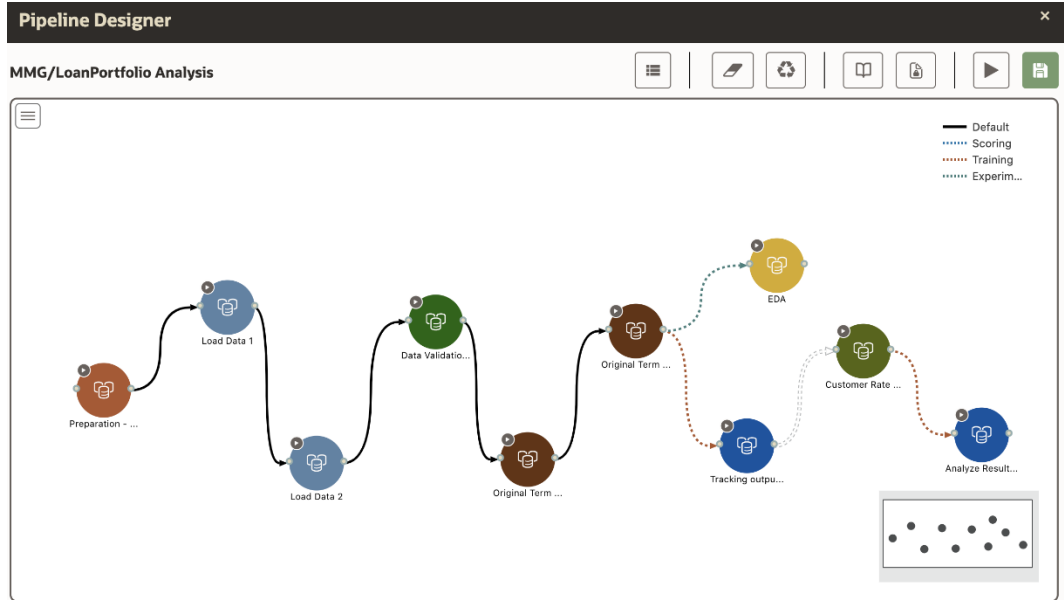 Pipeline Designer
MMG/LoanPortfolio Analysis
Default
Scoring
Training
Experim...
EDA
Load Data 1
Data Validatio...
Original Term ...
Customer Rate ...
Preparation - ...
Load Data 2
Original Term ...
Tracking outpu...
Analyze Result...